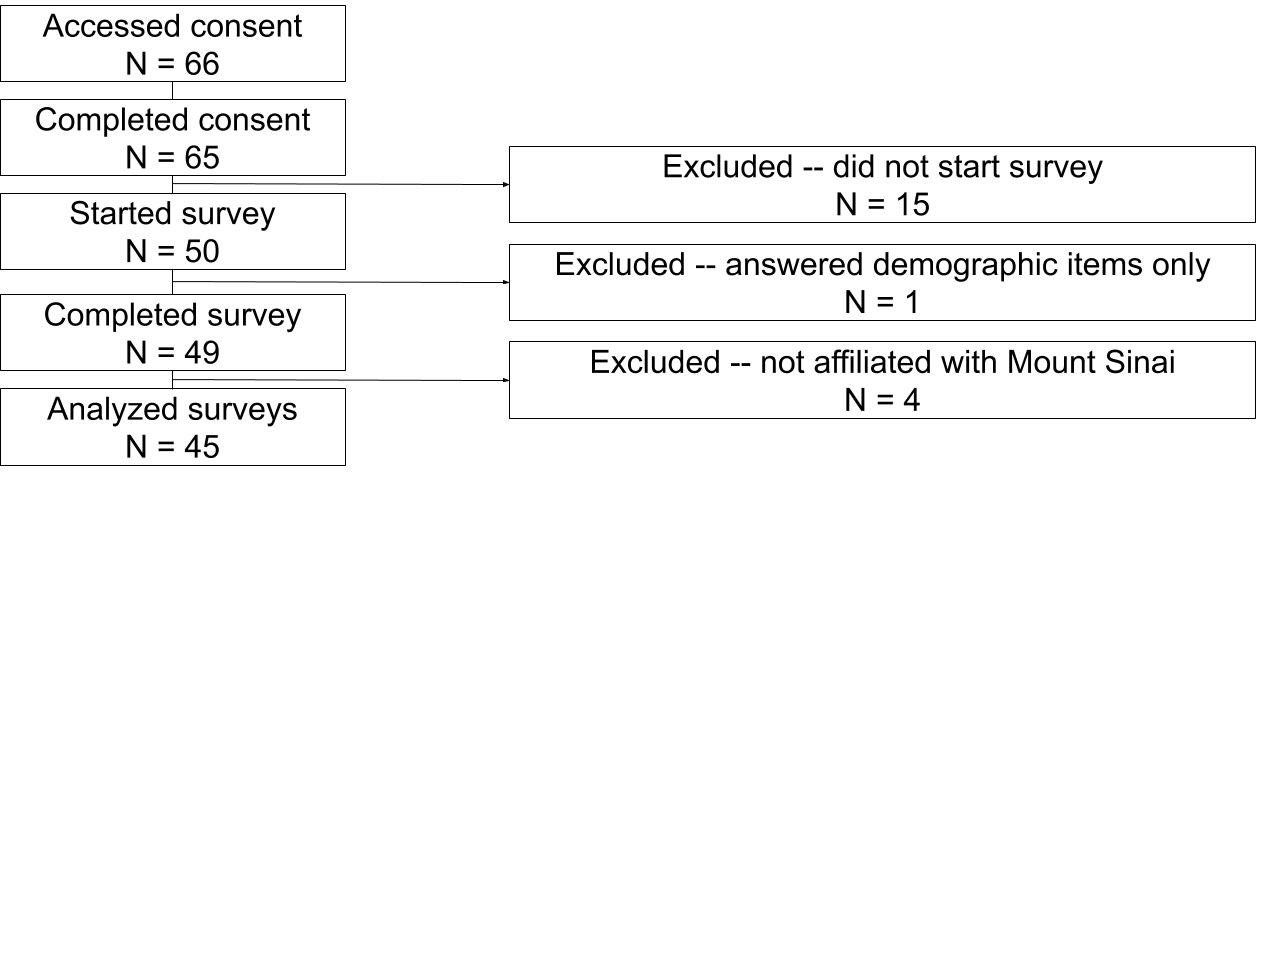 Accessed consent
N = 66
Completed consent
N = 65
Excluded -- did not start survey
N = 15
Started survey
N = 50
Excluded -- answered demographic items only
N = 1
Completed survey
N = 49
Excluded -- not affiliated with Mount Sinai
N = 4
Analyzed surveys
N = 45